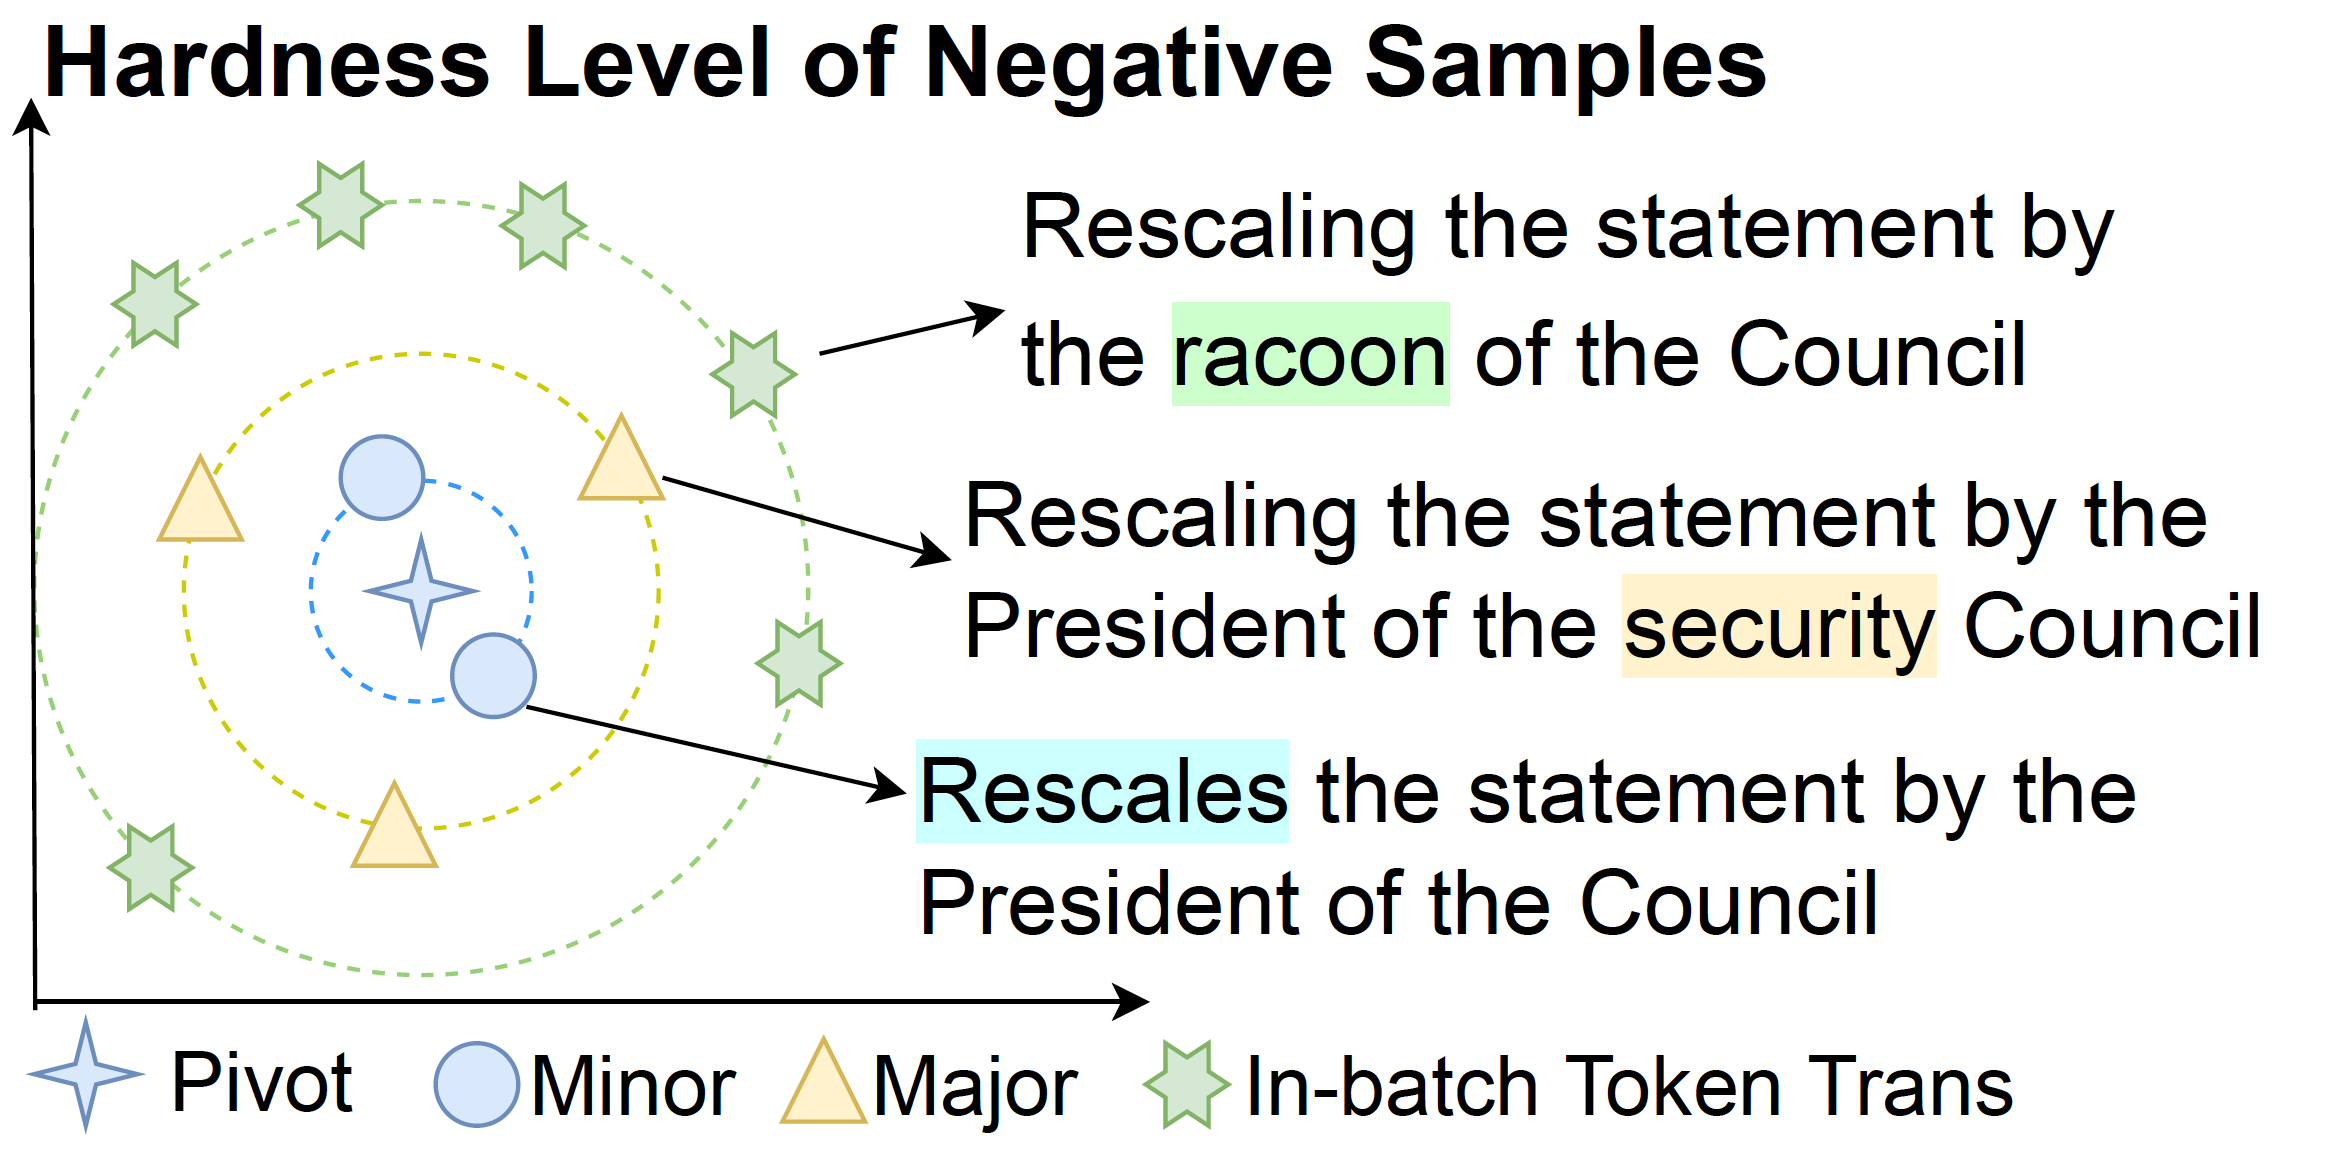 Hardness Level of Negative Samples
Rescaling the statement by
the racoon of the Council
Rescaling the statement by the
President of the security Council
Rescales the statement by the
President of the Council
Pivot Minor Major In-batch Token Trans